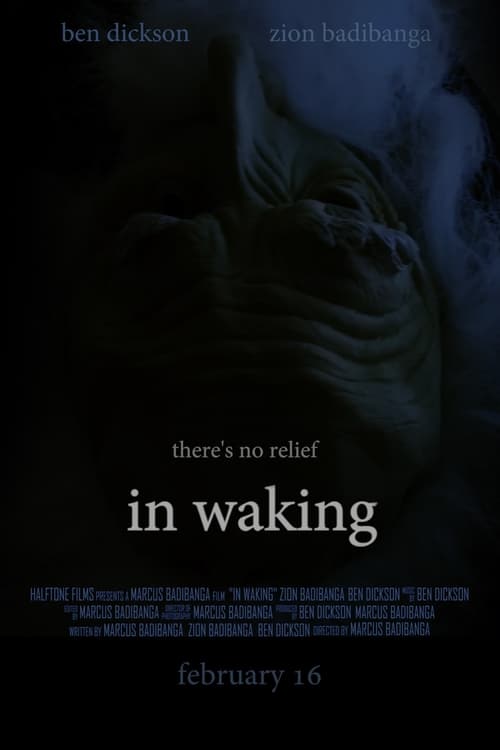 ben dickson zion badibanga
there's no relief
in waking
HALFTONE FILMS PRESENTS A MARCUS BADIBANGA FILM "IN WAKING" ZION BADIBANGA BEN DICKSON MUSIC BY BEN DICKSON
EDITED BY MARCUS BADIBANGA DIRECTOR OF PHOTOGRAPHY MARCUS BADIBANGA PRODUCED BY BEN DICKSON MARCUS BADIBANGA
WRITTEN BY MARCUS BADIBANGA ZION BADIBANGA BEN DICKSON DIRECTED BY MARCUS BADIBANGA
february 16